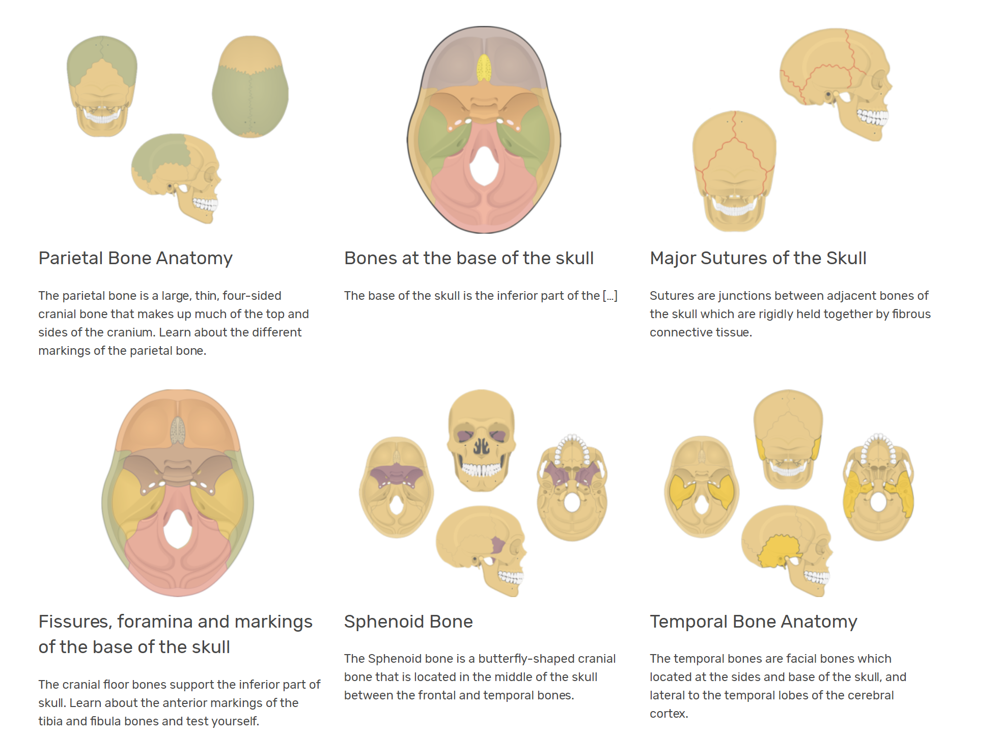 Parietal Bone Anatomy
The parietal bone is a large, thin, four-sided
cranial bone that makes up much of the top and
sides of the cranium. Learn about the different
markings of the parietal bone.
Bones at the base of the skull
The base of the skull is the inferior part of the [...]
Major Sutures of the Skull
Sutures are junctions between adjacent bones of
the skull which are rigidly held together by fibrous
connective tissue.
Fissures, foramina and markings
of the base of the skull
The cranial floor bones support the inferior part of
skull. Learn about the anterior markings of the
tibia and fibula bones and test yourself.
Sphenoid Bone
The Sphenoid bone is a butterfly-shaped cranial
bone that is located in the middle of the skull
between the frontal and temporal bones.
Temporal Bone Anatomy
The temporal bones are facial bones which
located at the sides and base of the skull, and
lateral to the temporal lobes of the cerebral
cortex.